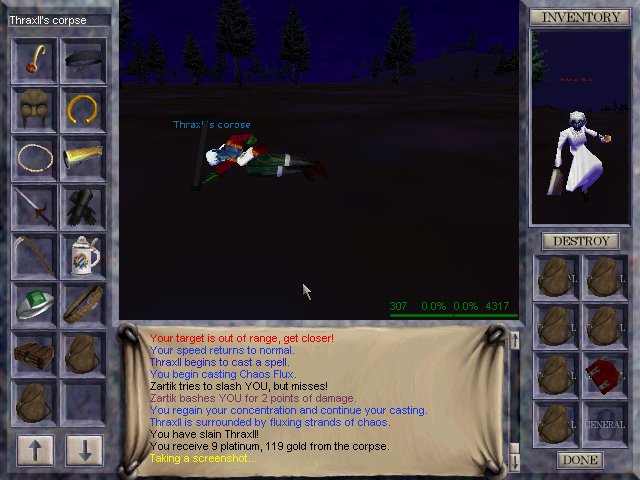 Thraxll's corpse
INVENTORY
Thraxll's corpse
DESTROY
307 0.0% 0.0% 4317
Your target is out of range, get closer!
Your speed returns to normal.
Thraxll begins to cast a spell.
You begin casting Chaos Flux.
Zartik tries to slash YOU, but misses!
Zartik bashes YOU for 2 points of damage.
You regain your concentration and continue your casting.
Thraxll is surrounded by fluxing strands of chaos.
You have slain Thraxll!
You receive 9 platinum, 119 gold from the corpse.
Taking a screenshot...
GENERAL
DONE